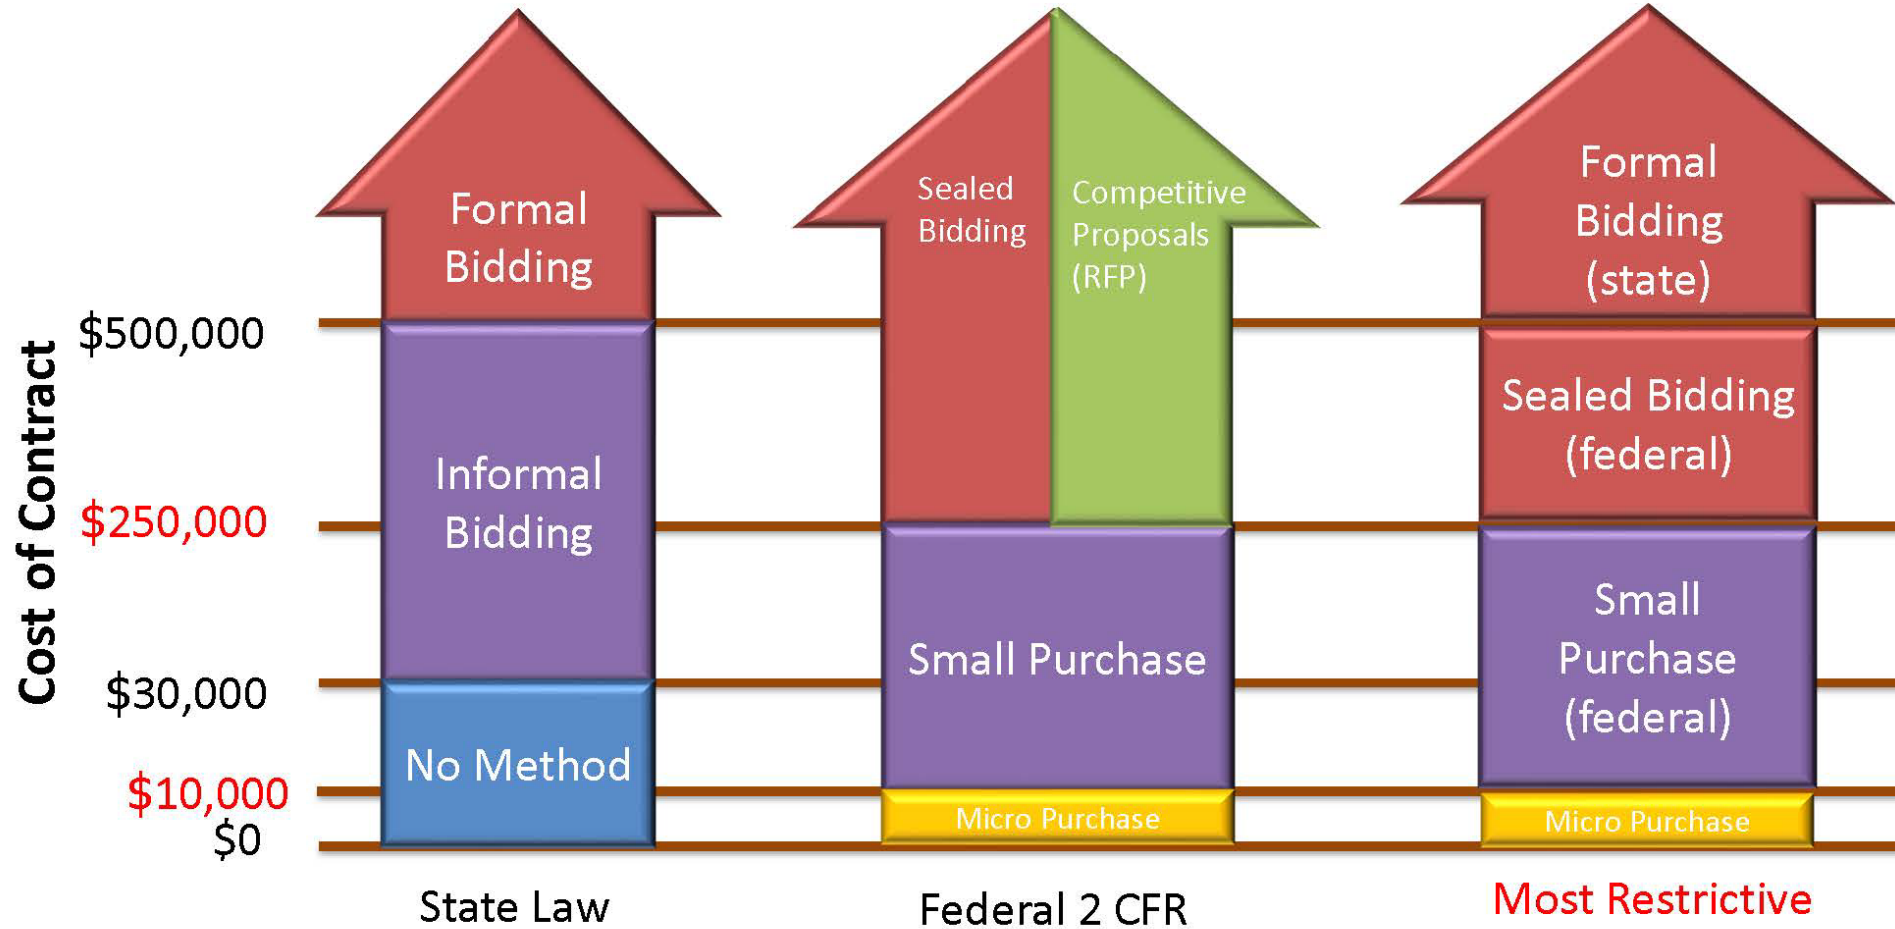 Cost of Contract
$500,000
$250,000
$30,000
$10,000
$0
Formal
Bidding
Informal
Bidding
No Method
State Law
Sealed
Bidding
Competitive
Proposals
(RFP)
Small Purchase
Micro Purchase
Federal 2 CFR
Formal
Bidding
(state)
Sealed Bidding
(federal)
Small
Purchase
(federal)
Micro Purchase
Most Restrictive